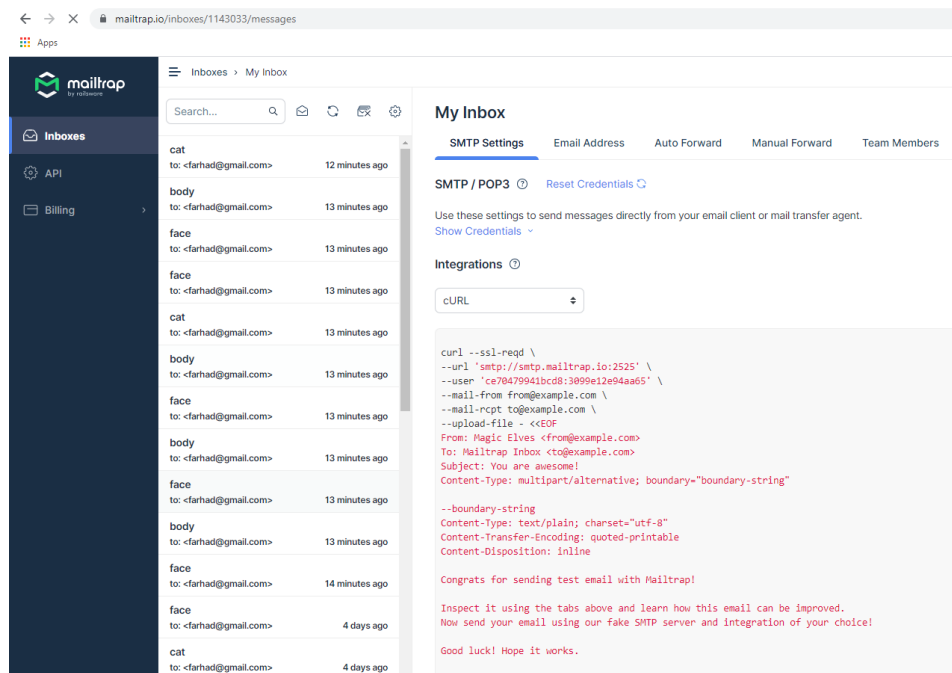 mailtrap.io/inboxes/1143033/messages
Apps
mailtrap
by railsware
Inboxes
API
Billing
Inboxes › My Inbox
Search...
cat
to: <farhad@gmail.com> 12 minutes ago
body
to: <farhad@gmail.com> 13 minutes ago
face
to: <farhad@gmail.com> 13 minutes ago
face
to: <farhad@gmail.com> 13 minutes ago
cat
to: <farhad@gmail.com> 13 minutes ago
body
to: <farhad@gmail.com> 13 minutes ago
face
to: <farhad@gmail.com> 13 minutes ago
body
to: <farhad@gmail.com> 13 minutes ago
face
to: <farhad@gmail.com> 13 minutes ago
body
to: <farhad@gmail.com> 13 minutes ago
face
to: <farhad@gmail.com> 14 minutes ago
face
to: <farhad@gmail.com> 4 days ago
cat
to: <farhad@gmail.com> 4 days ago
My Inbox
SMTP Settings Email Address Auto Forward Manual Forward Team Members
SMTP / POP3 Reset Credentials
Use these settings to send messages directly from your email client or mail transfer agent.
Show Credentials
Integrations
cURL
curl --ssl-reqd \
--url 'smtp://smtp.mailtrap.io:2525' \
--user 'ce70479941bcd8:3099e12e94aa65' \
--mail-from from@example.com \
--mail-rcpt to@example.com \
--upload-file - <<EOF
From: Magic Elves <from@example.com>
To: Mailtrap Inbox <to@example.com>
Subject: You are awesome!
Content-Type: multipart/alternative; boundary="boundary-string"
--boundary-string
Content-Type: text/plain; charset="utf-8"
Content-Transfer-Encoding: quoted-printable
Content-Disposition: inline
Congrats for sending test email with Mailtrap!
Inspect it using the tabs above and learn how this email can be improved.
Now send your email using our fake SMTP server and integration of your choice!
Good luck! Hope it works.